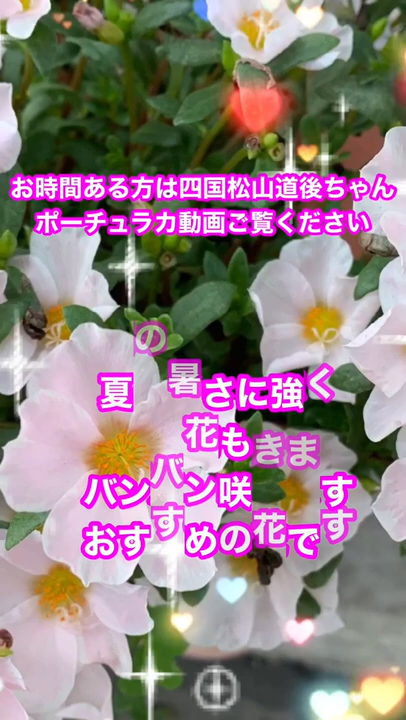 お時間ある方は四国松山道後ちゃん
ポーチュラカ動画ご覧ください
夏の暑さに強く
花もきます
バンバン咲
おすすめの花です